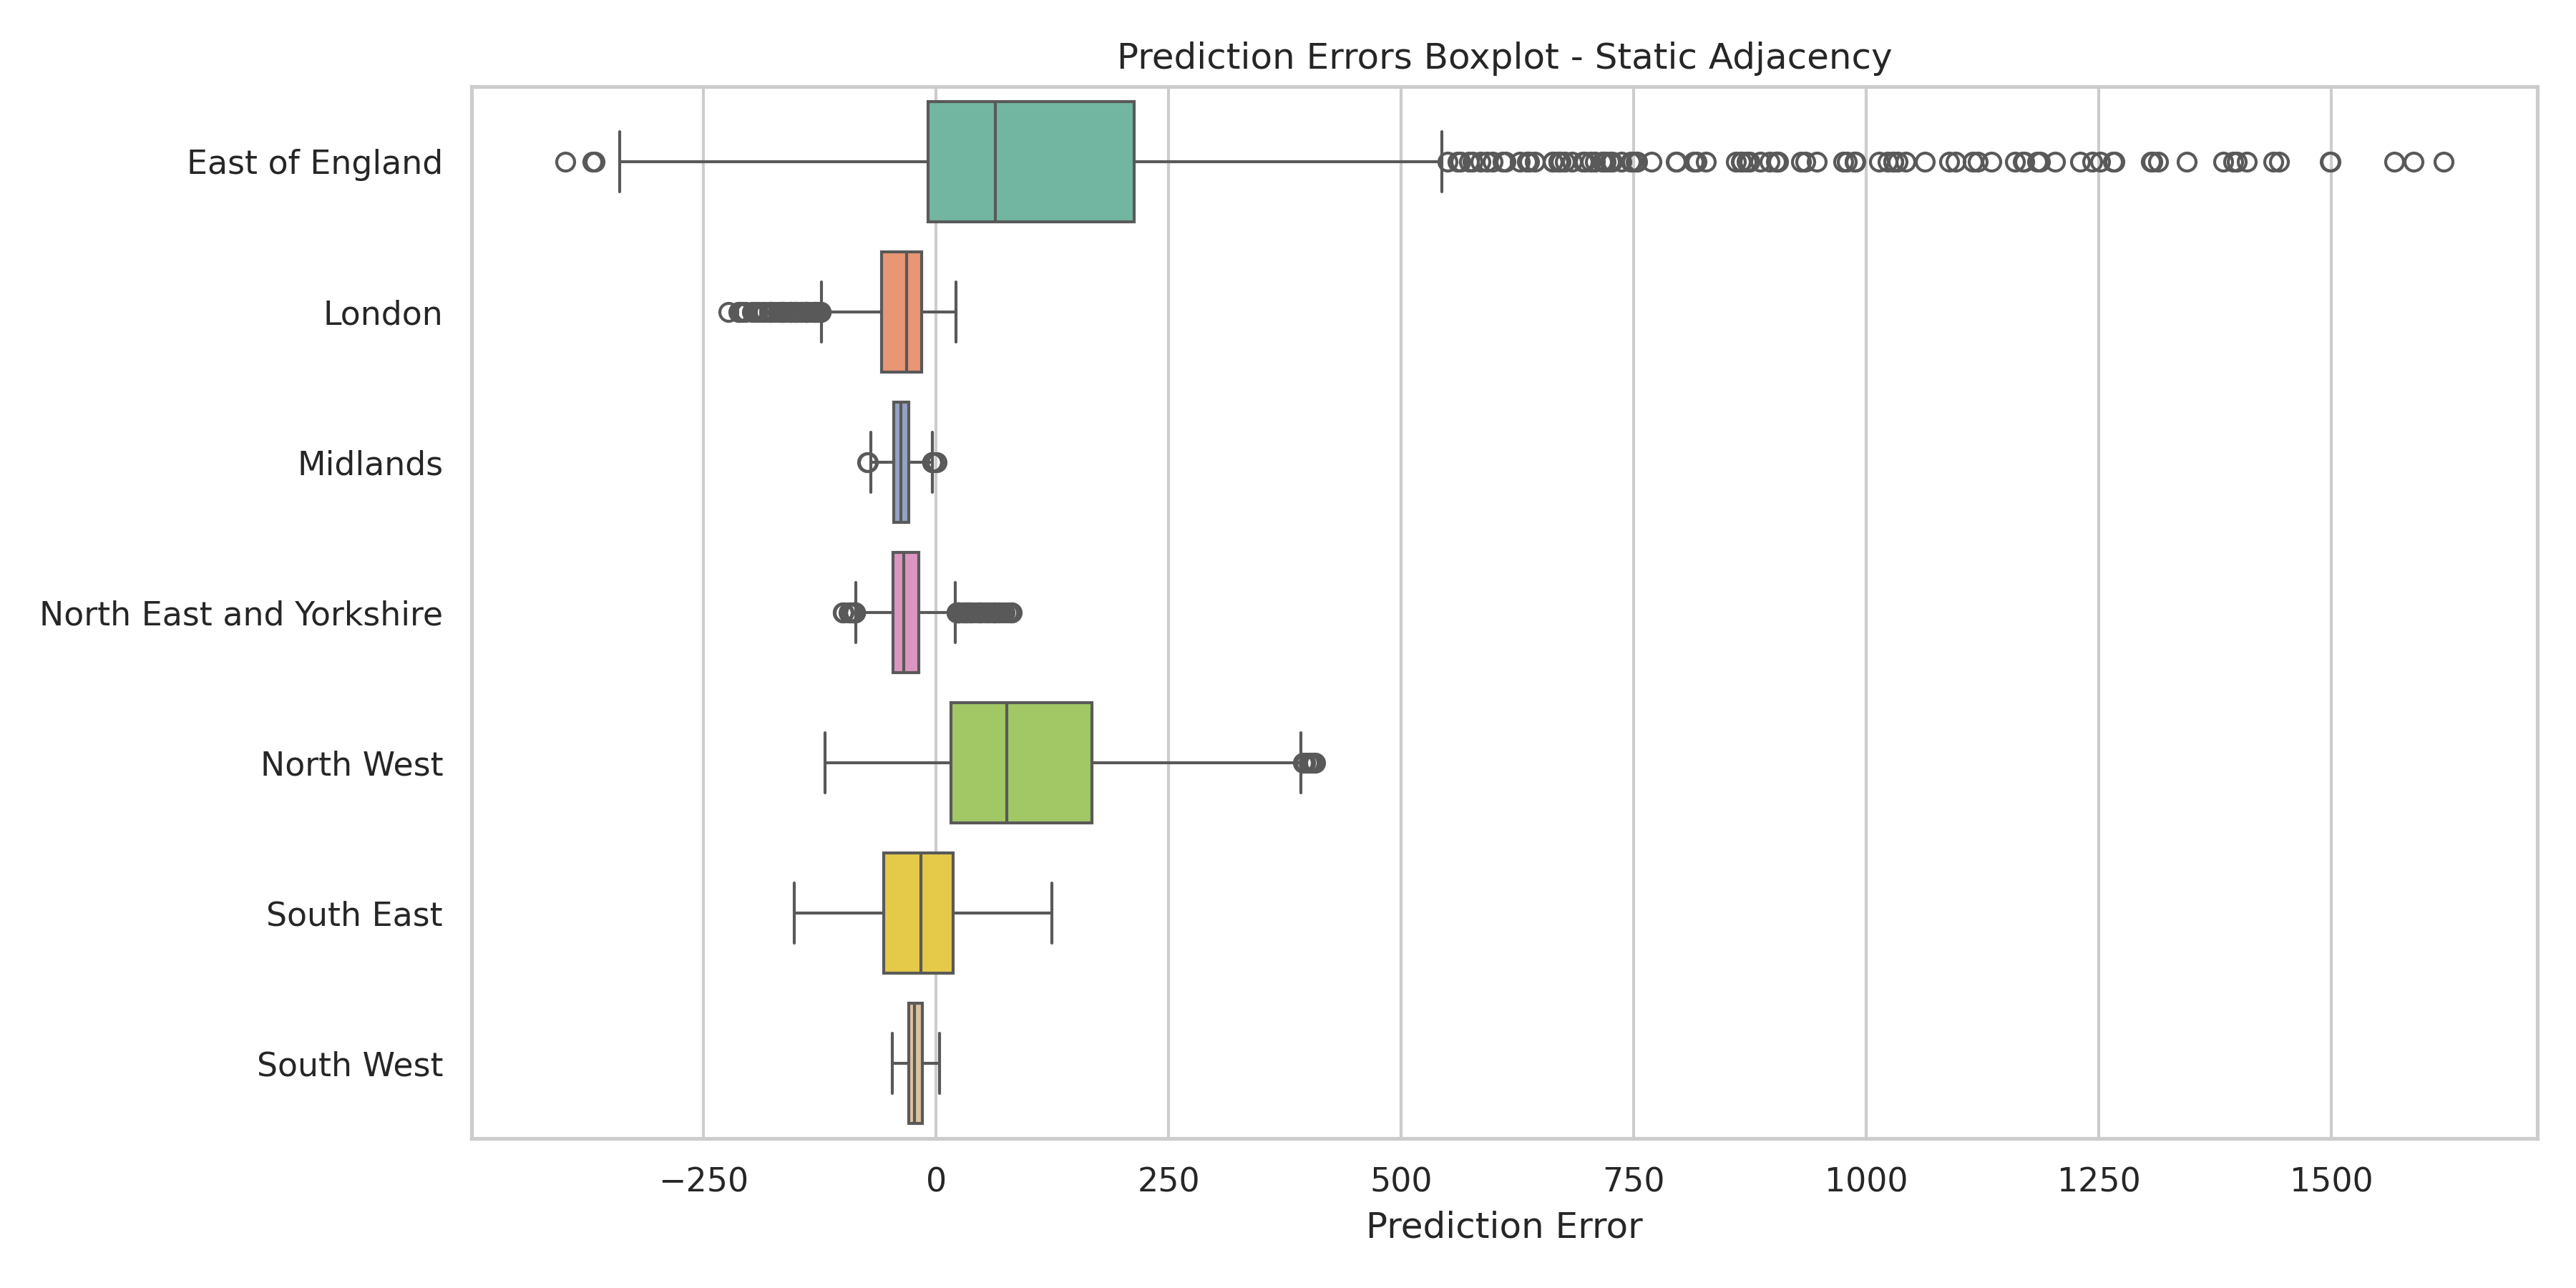 Prediction Errors Boxplot - Static Adjacency
East of England
London
Midlands
North East and Yorkshire
North West
South East
South West
−250 0 250 500 750 1000 1250 1500
Prediction Error